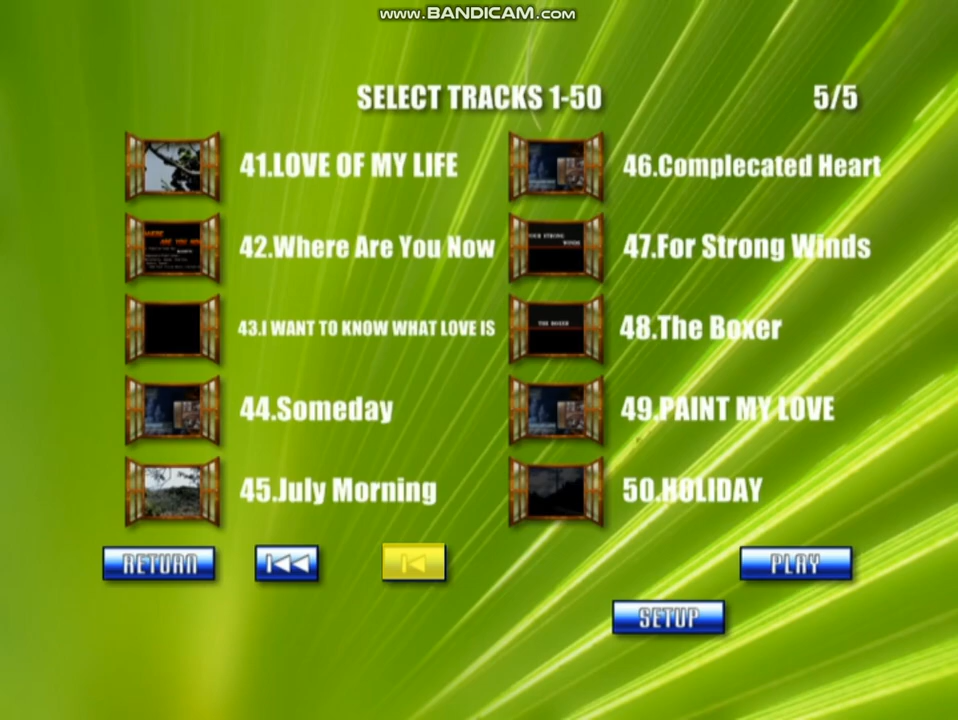 www.BANDICAM.com
SELECT TRACKS 1-50
5/5
41.LOVE OF MY LIFE
42.Where Are You Now
43.I WANT TO KNOW WHAT LOVE IS
44.Someday
45.July Morning
46.Complecated Heart
47.For Strong Winds
48.The Boxer
THE BOXER
49.PAINT MY LOVE
50.HOLIDAY
RETURN
PLAY
SETUP